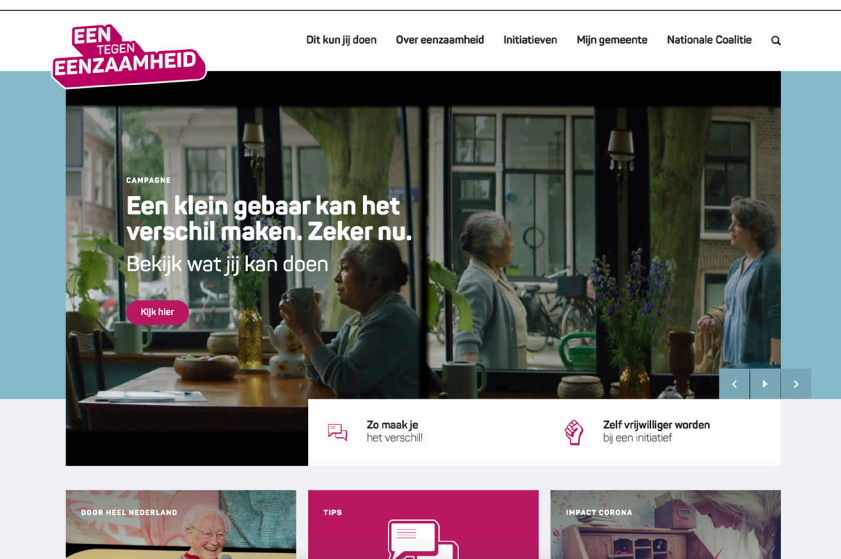 EEN
TEGEN
EENZAAMHEID
Dit kun jij doen Over eenzaamheid Initiatieven Mijn gemeente Nationale Coalitie
CAMPAGNE
Een klein gebaar kan het
verschil maken. Zeker nu.
Bekijk wat jij kan doen
Kijk hier
Zo maak je
het verschil!
Zelf vrijwilliger worden
bij een initiatief
DOOR HEEL NEDERLAND
TIPS
IMPACT CORONA